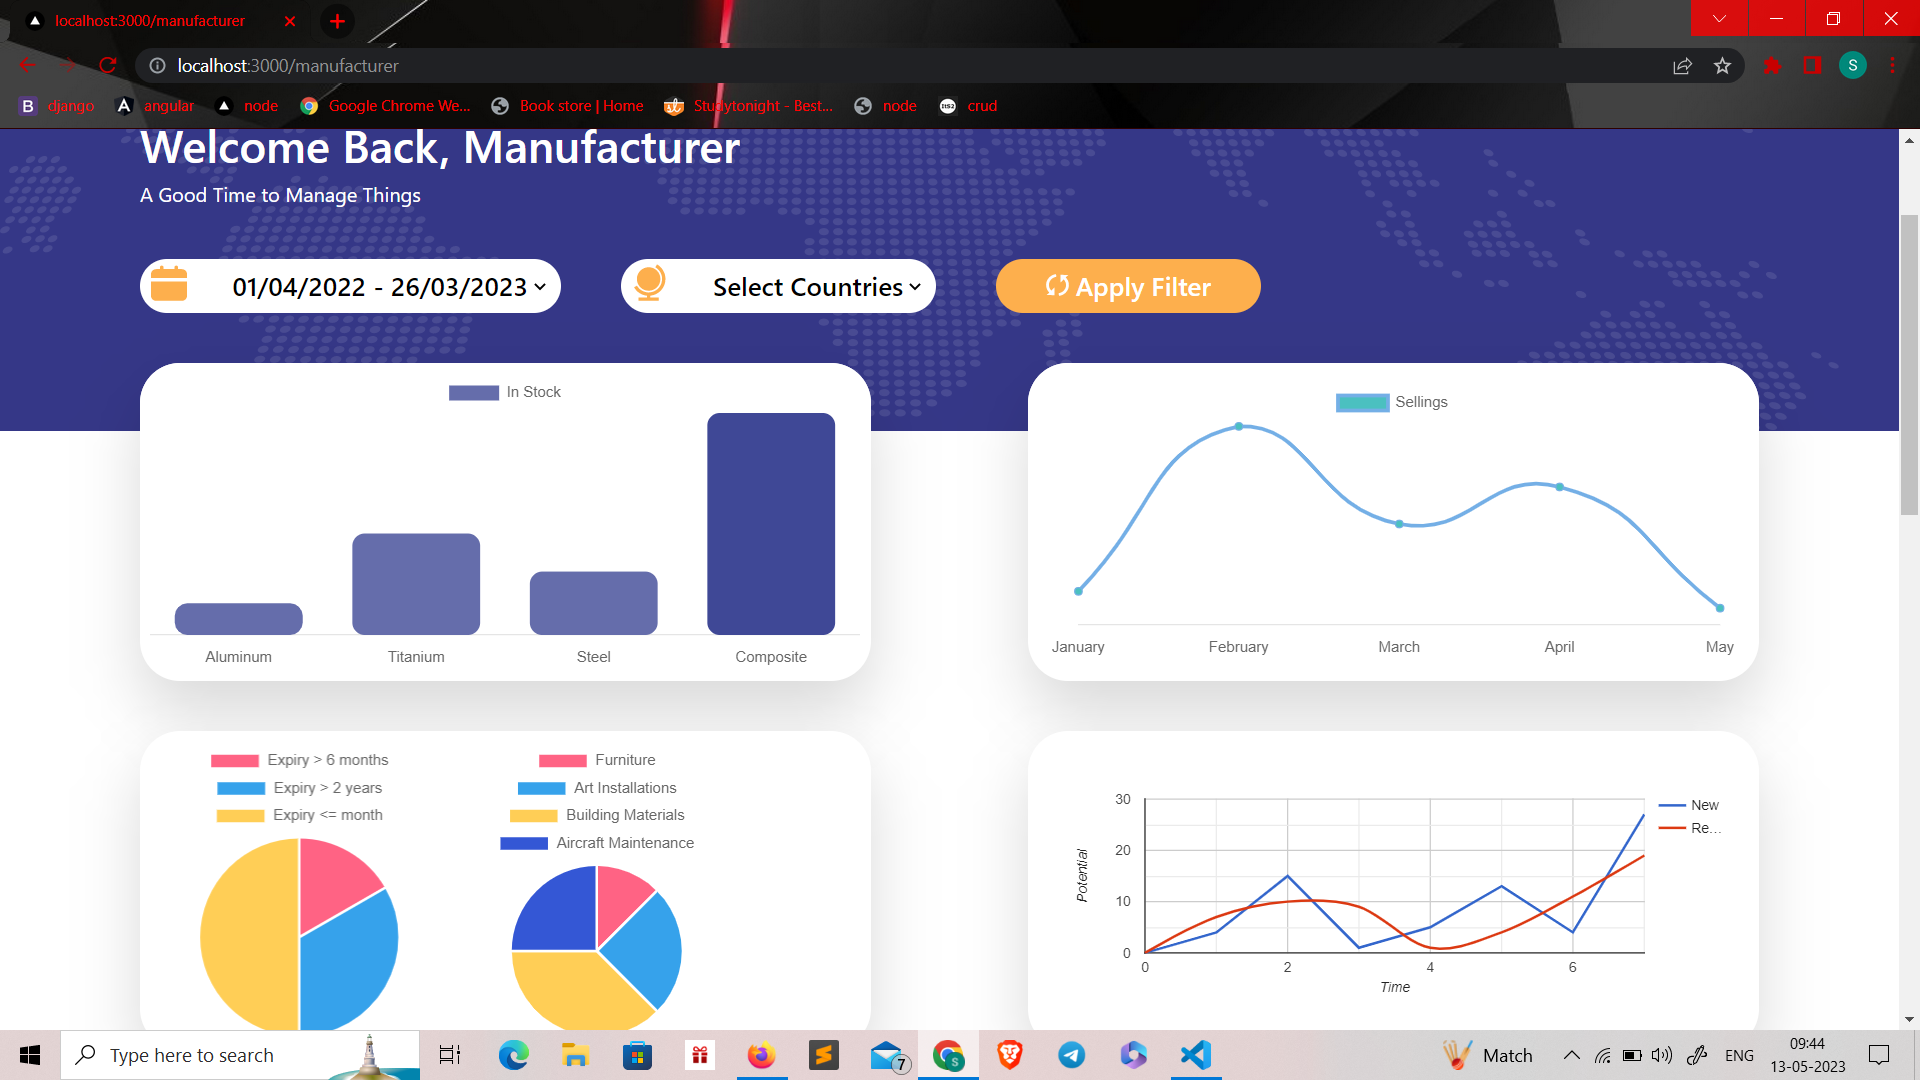 localhost:3000/manufacturer
localhost:3000/manufacturer
S
django angular node Google Chrome We... Book store | Home Studytonight - Best... node crud
Welcome Back, Manufacturer
A Good Time to Manage Things
01/04/2022 - 26/03/2023 Select Countries Apply Filter
In Stock
Aluminum Titanium Steel Composite
Sellings
January February March April May
Expiry > 6 months
Expiry > 2 years
Expiry <= month
Furniture
Art Installations
Building Materials
Aircraft Maintenance
30
20
10
0
Potential
0 2 4 6
Time
New
Re...
Type here to search
7
S
Match
ENG
09:44
13-05-2023